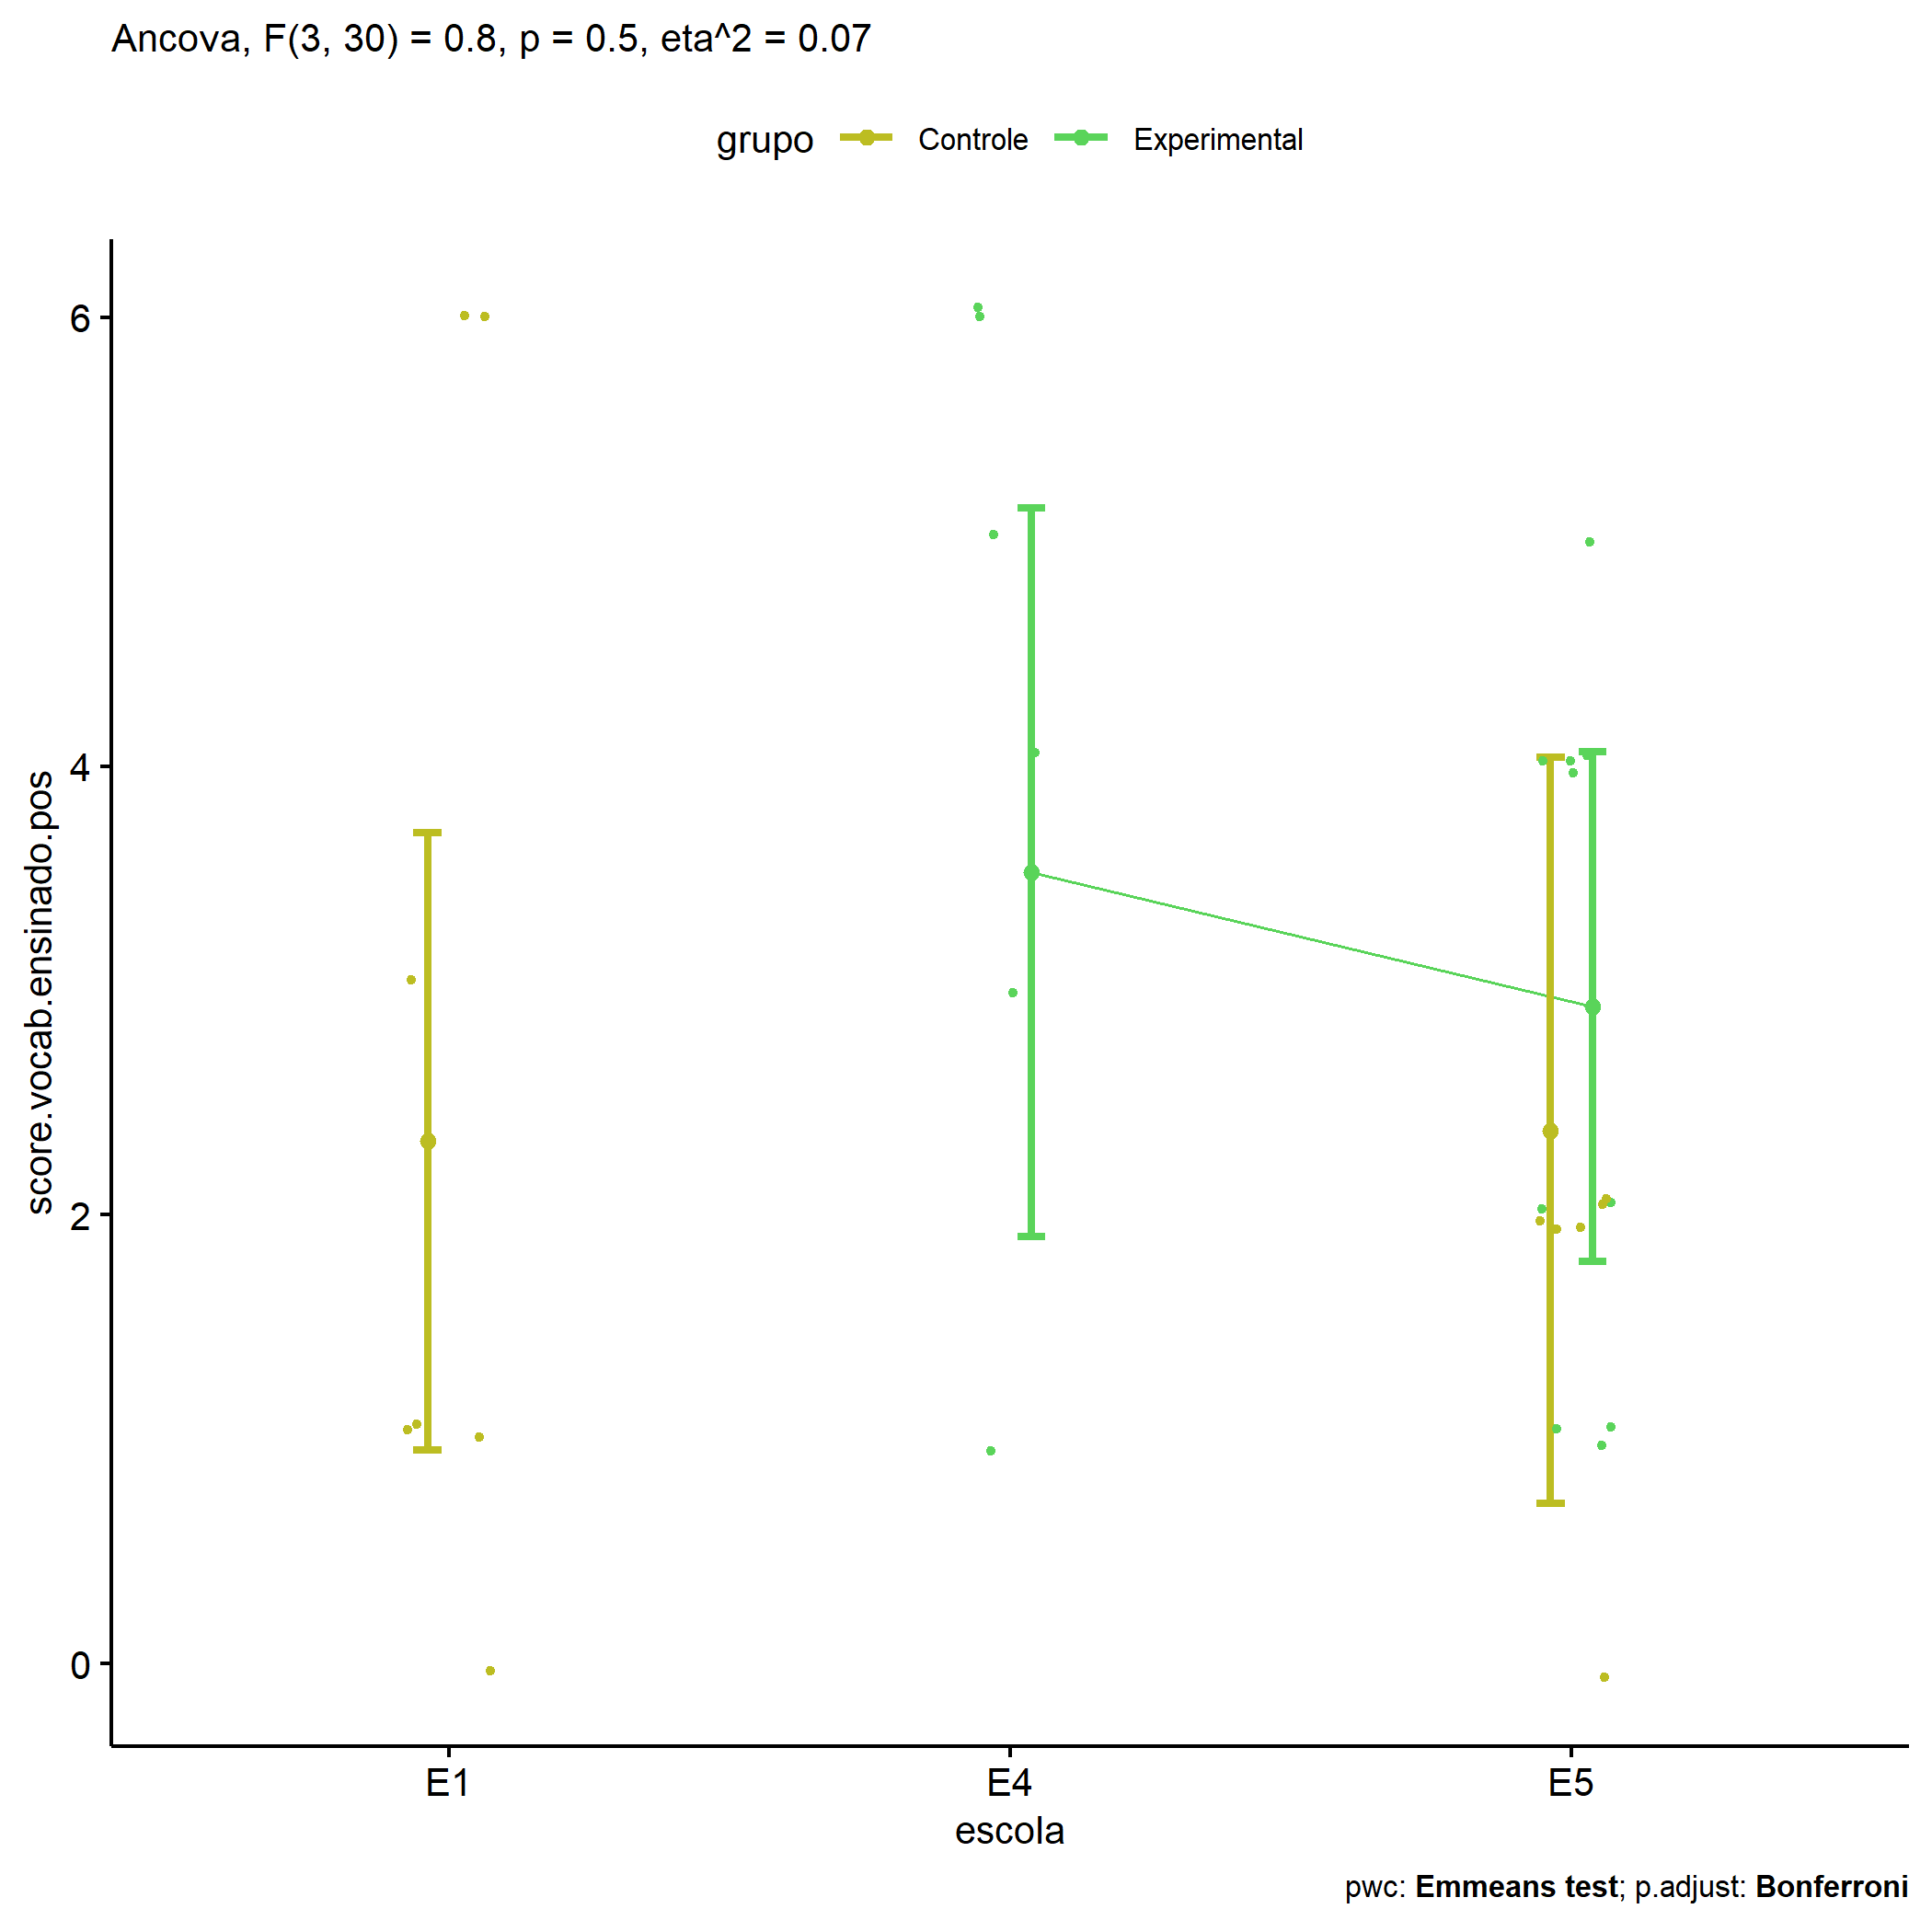 Ancova, F(3, 30) = 0.8, p = 0.5, eta^2 = 0.07
grupo Controle Experimental
score.vocab.ensinado.pos
6
4
2
0
E1 E4 E5
escola
pwc: Emmeans test; p.adjust: Bonferroni